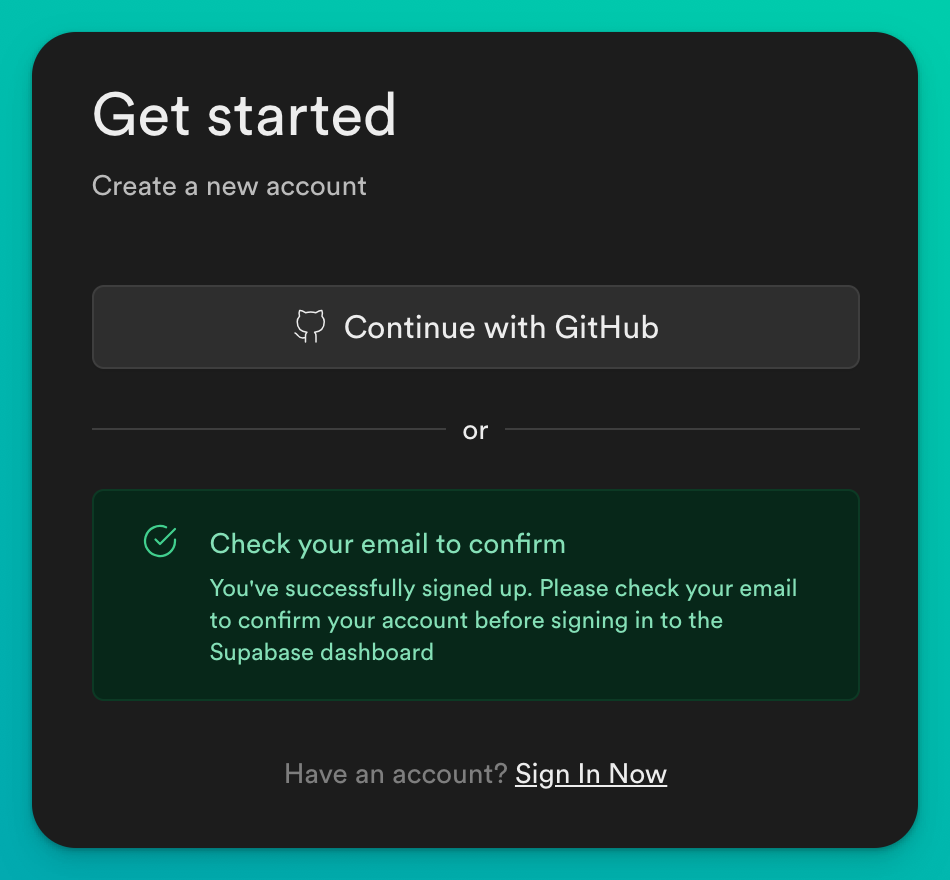 Get started
Create a new account
Continue with GitHub
or
Check your email to confirm
You've successfully signed up. Please check your email
to confirm your account before signing in to the
Supabase dashboard
Have an account? Sign In Now